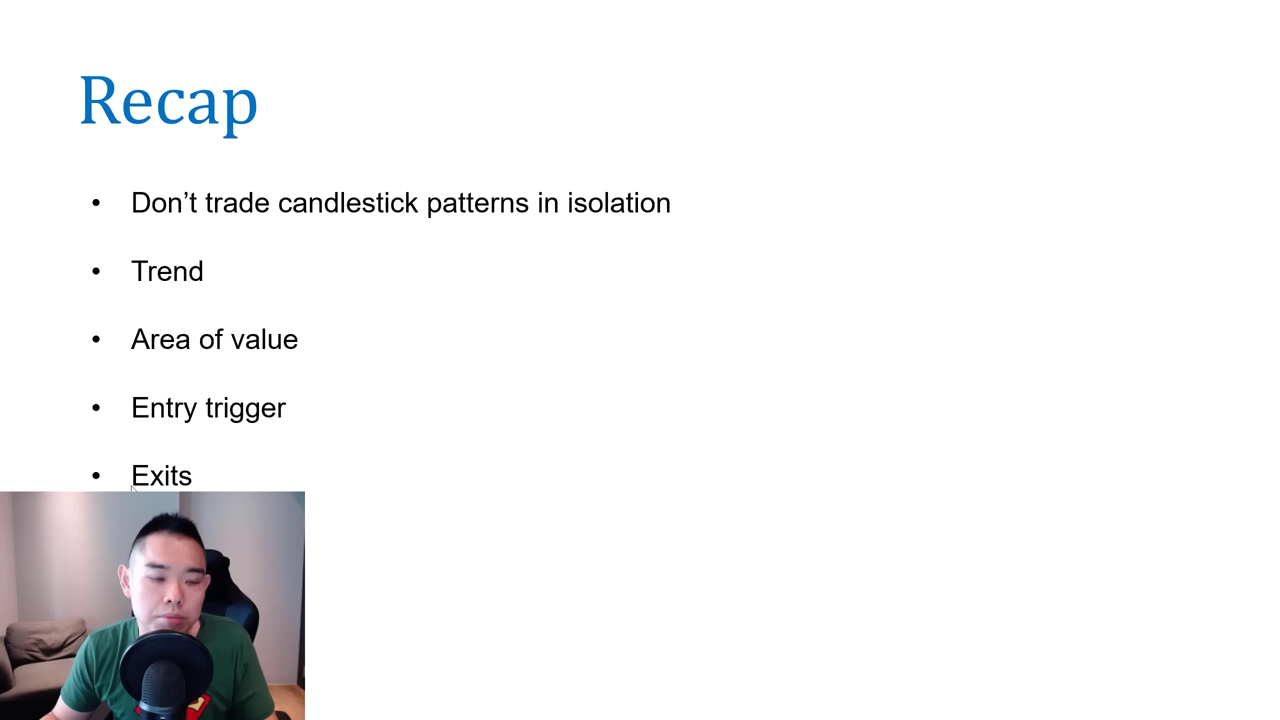 Recap
• Don’t trade candlestick patterns in isolation
• Trend
• Area of value
• Entry trigger
• Exits